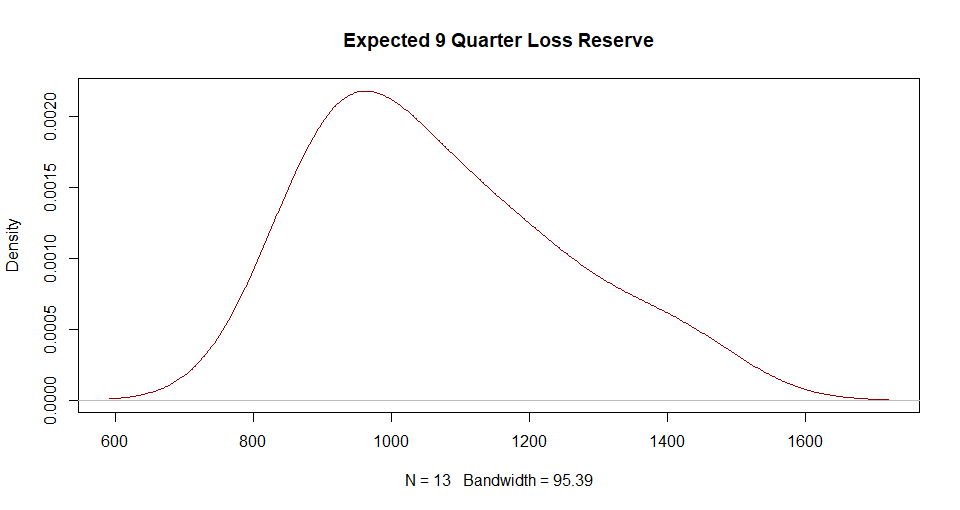 Expected 9 Quarter Loss Reserve
Density
0.0020
0.0015
0.0010
0.0005
0.0000
600 800 1000 1200 1400 1600
N = 13 Bandwidth = 95.39